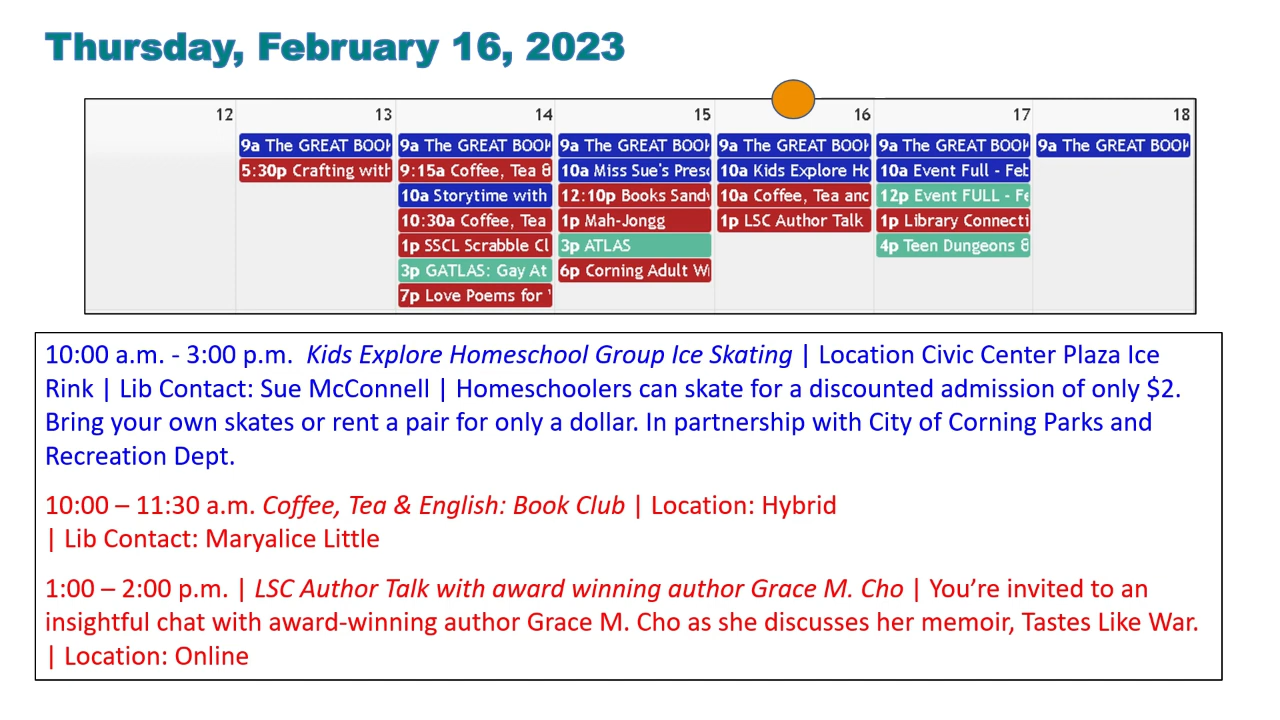 Thursday, February 16, 2023
12 13 14 15 16 17 18
9a The GREAT BOOK 9a The GREAT BOOK 9a The GREAT BOOK 9a The GREAT BOOK 9a The GREAT BOOK 9a The GREAT BOOK
5:30p Crafting with 9:15a Coffee, Tea & 10a Miss Sue's Presc 10a Kids Explore Ho 10a Event Full - Feb
10a Storytime with 12:10p Books Sandw 10a Coffee, Tea and 12p Event FULL - Fe
10:30a Coffee, Tea 1p Mah-Jongg 1p LSC Author Talk 1p Library Connecti
1p SSCL Scrabble Cl 3p ATLAS 4p Teen Dungeons &
3p GATLAS: Gay At 6p Corning Adult Wr
7p Love Poems for
10:00 a.m. - 3:00 p.m. Kids Explore Homeschool Group Ice Skating | Location Civic Center Plaza Ice
Rink | Lib Contact: Sue McConnell | Homeschoolers can skate for a discounted admission of only $2.
Bring your own skates or rent a pair for only a dollar. In partnership with City of Corning Parks and
Recreation Dept.
10:00 – 11:30 a.m. Coffee, Tea & English: Book Club | Location: Hybrid
| Lib Contact: Maryalice Little
1:00 – 2:00 p.m. | LSC Author Talk with award winning author Grace M. Cho | You’re invited to an
insightful chat with award-winning author Grace M. Cho as she discusses her memoir, Tastes Like War.
| Location: Online